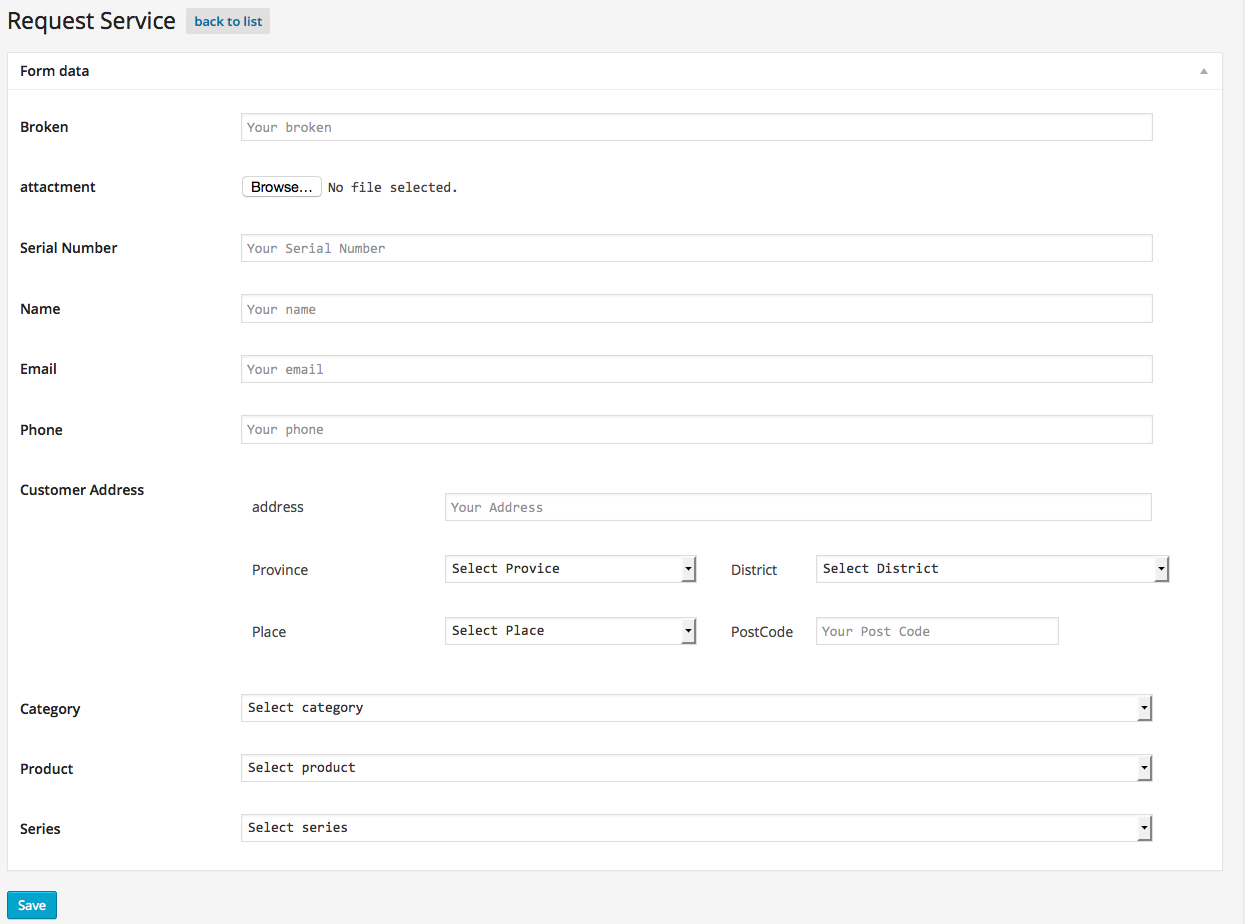 Request Service back to list
Form data
Broken Your broken
attactment Browse... No file selected.
Serial Number Your Serial Number
Name Your name
Email Your email
Phone Your phone
Customer Address
address Your Address
Province Select Provice District Select District
Place Select Place PostCode Your Post Code
Category Select category
Product Select product
Series Select series
Save